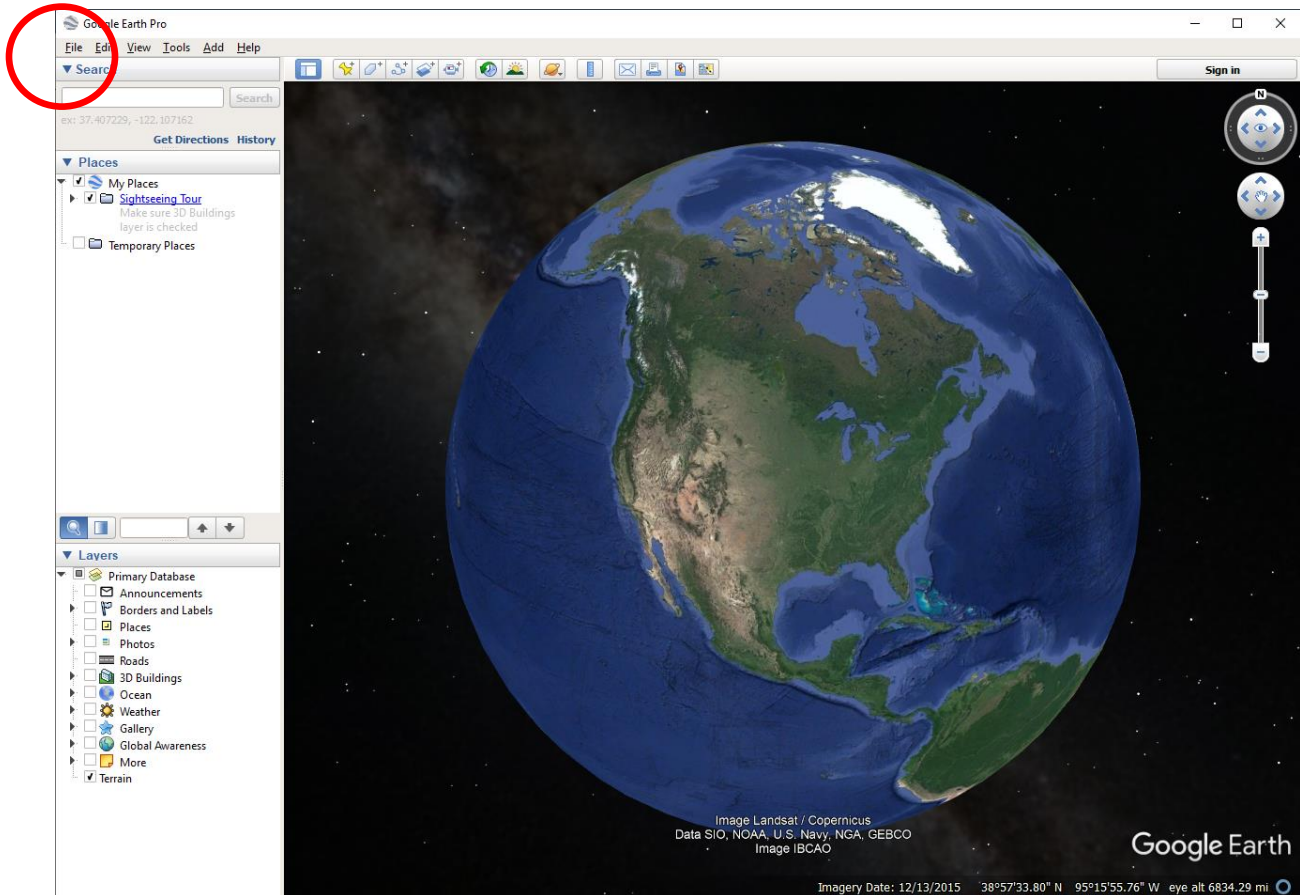 Google Earth Pro
File Edit View Tools Add Help
Search
Sign in
Search
ex: 37.407229, -122.107162
Get Directions History
Places
My Places
Sightseeing Tour
Make sure 3D Buildings
layer is checked
Temporary Places
Layers
Primary Database
Announcements
Borders and Labels
Places
Photos
Roads
3D Buildings
Ocean
Weather
Gallery
Global Awareness
More
Terrain
N
Image Landsat / Copernicus
Data SIO, NOAA, U.S. Navy, NGA, GEBCO
Image IBCAO
Google Earth
Imagery Date: 12/13/2015 38°57'33.80" N 95°15'55.76" W eye alt 6834.29 mi